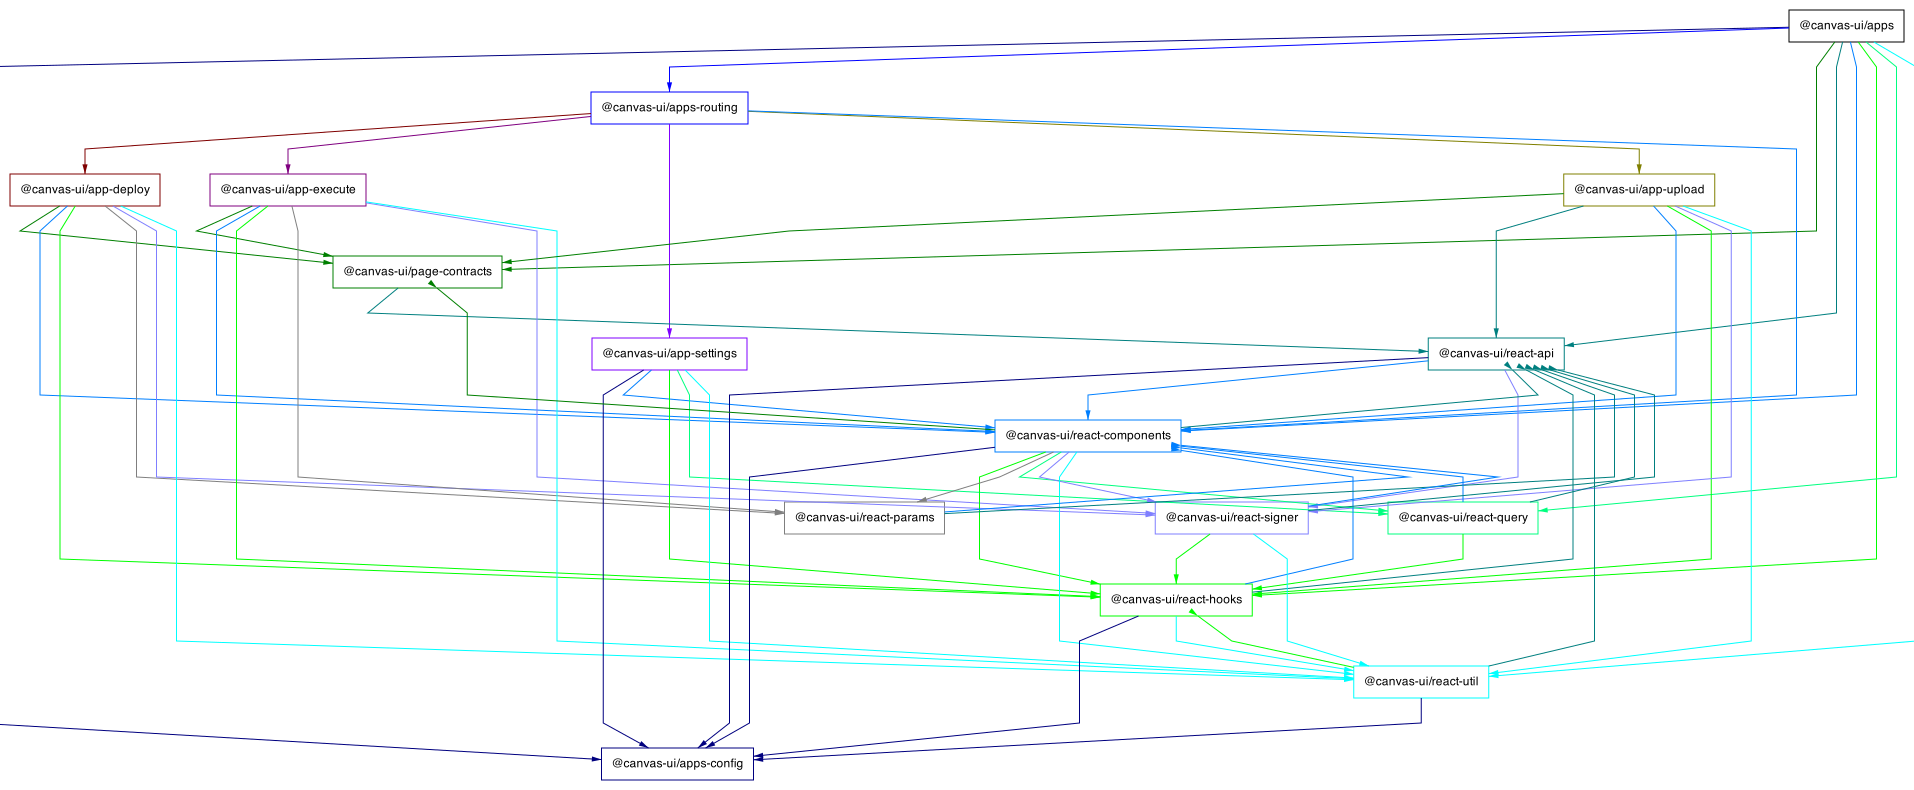 @canvas-ui/apps
@canvas-ui/apps-routing
@canvas-ui/app-deploy
@canvas-ui/app-execute
@canvas-ui/app-upload
@canvas-ui/page-contracts
@canvas-ui/app-settings
@canvas-ui/react-api
@canvas-ui/react-components
@canvas-ui/react-params
@canvas-ui/react-signer
@canvas-ui/react-query
@canvas-ui/react-hooks
@canvas-ui/react-util
@canvas-ui/apps-config